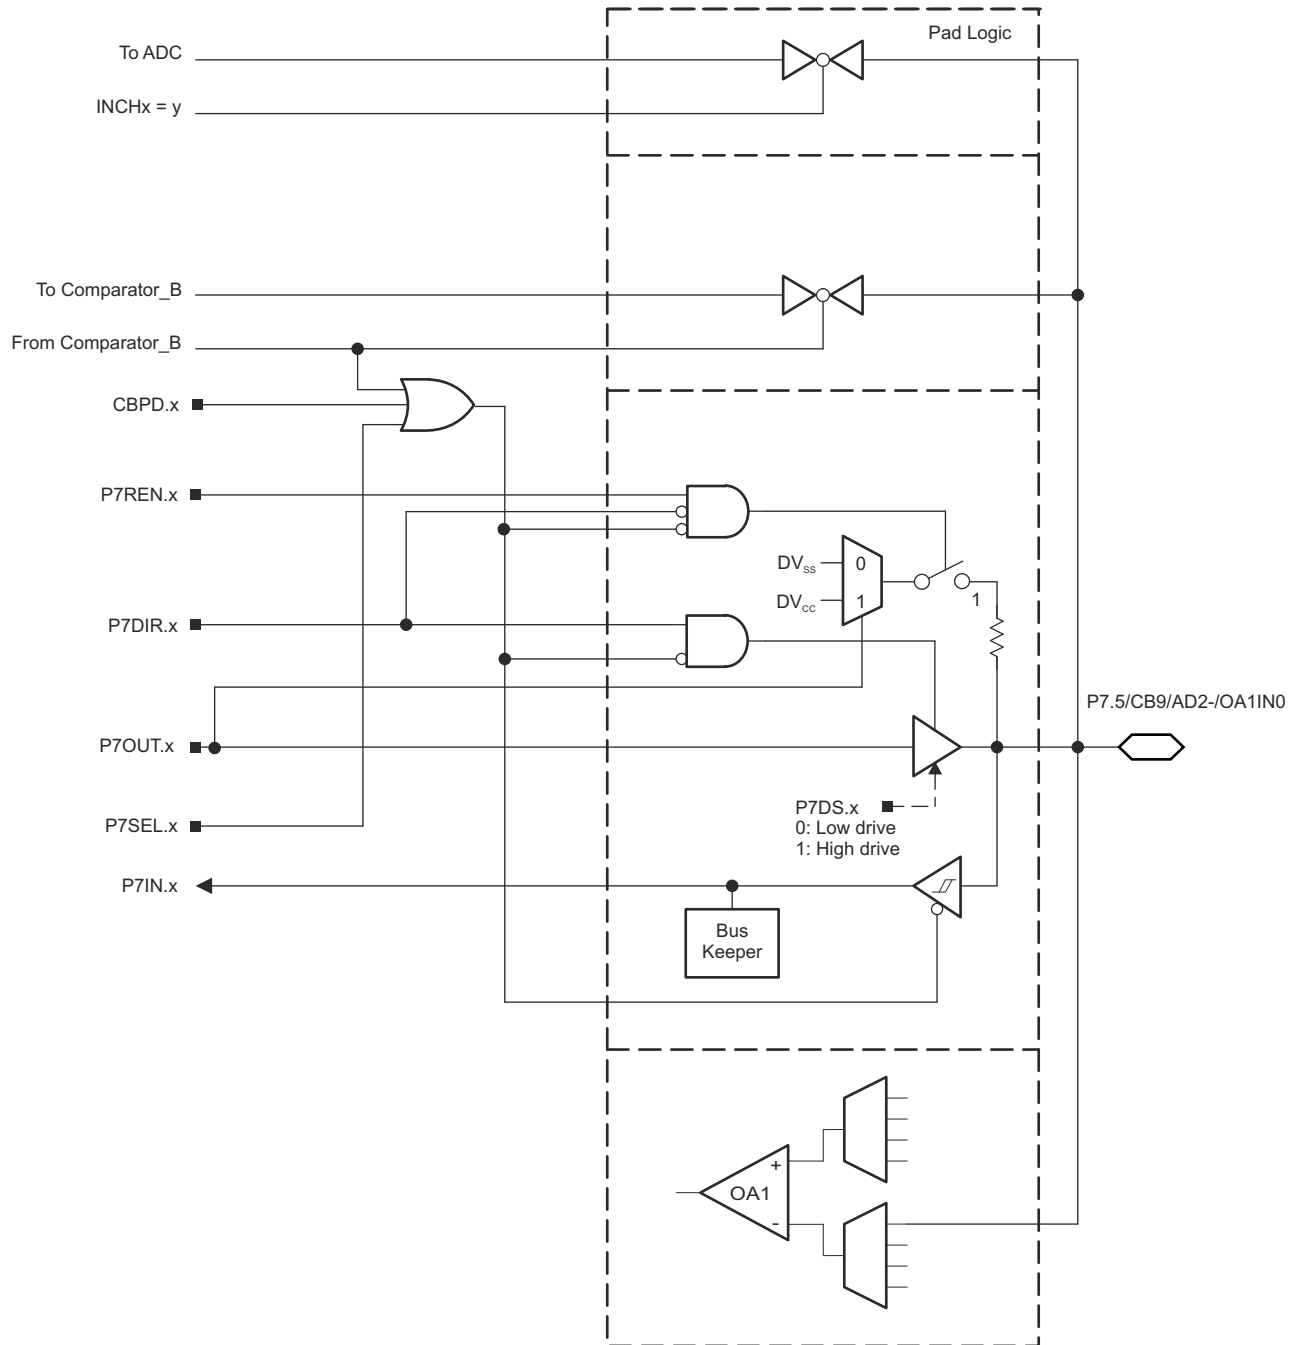 Pad Logic
To ADC
INCHx = y
To Comparator_B
From Comparator_B
CBPD.x
P7REN.x
DVSS
0
DVCC
1
1
P7DIR.x
P7.5/CB9/AD2-/OA1IN0
P7OUT.x
P7DS.x
0: Low drive
1: High drive
P7SEL.x
P7IN.x
Bus
Keeper
+
OA1
-